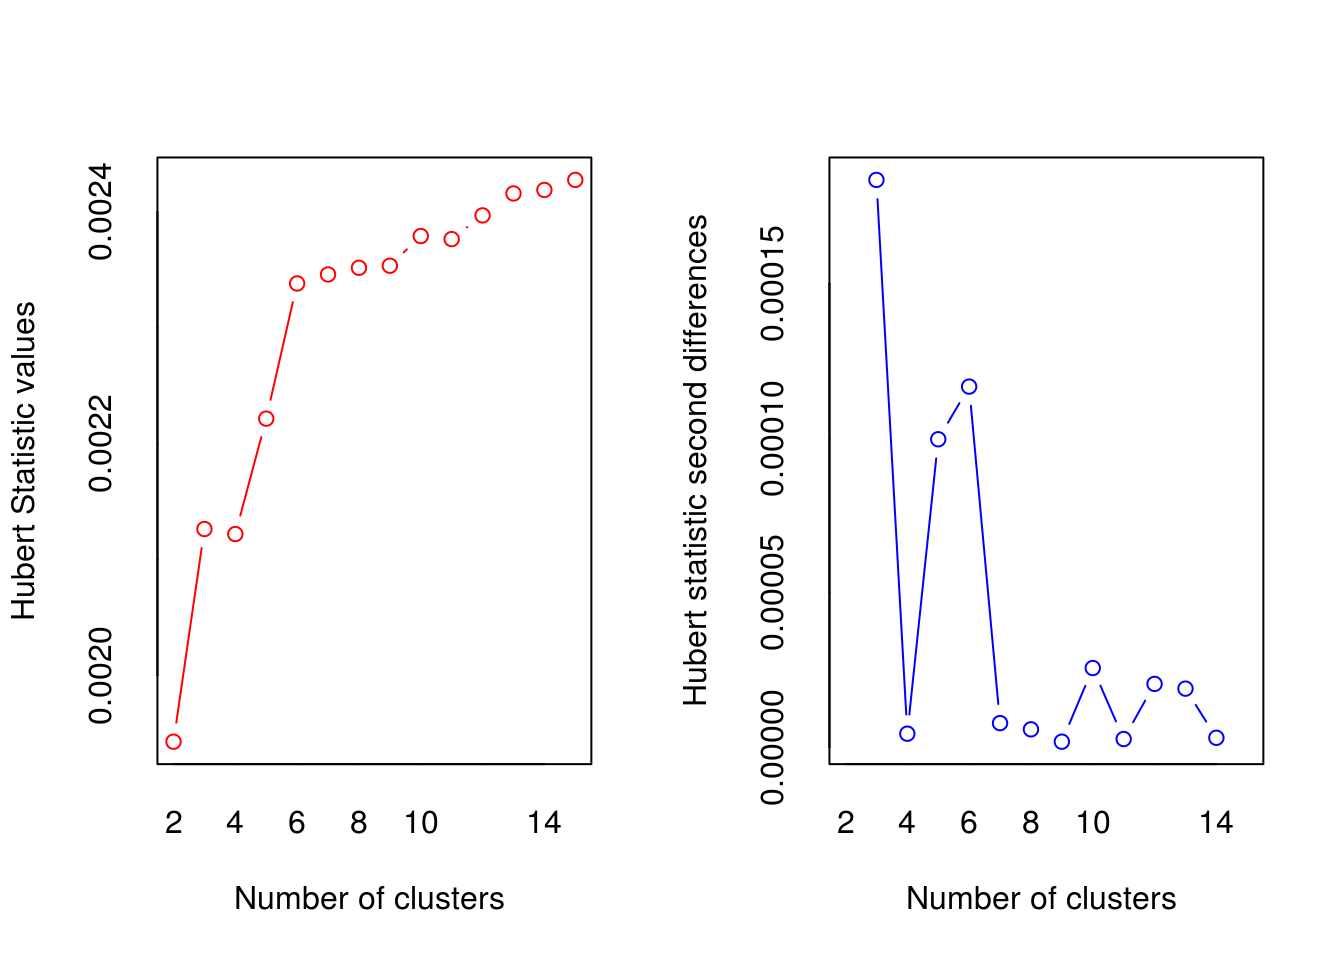 Hubert Statistic values
0.0020 0.0022 0.0024
2 4 6 8 10 14
Number of clusters
Hubert statistic second differences
0.00000 0.00005 0.00010 0.00015
2 4 6 8 10 14
Number of clusters